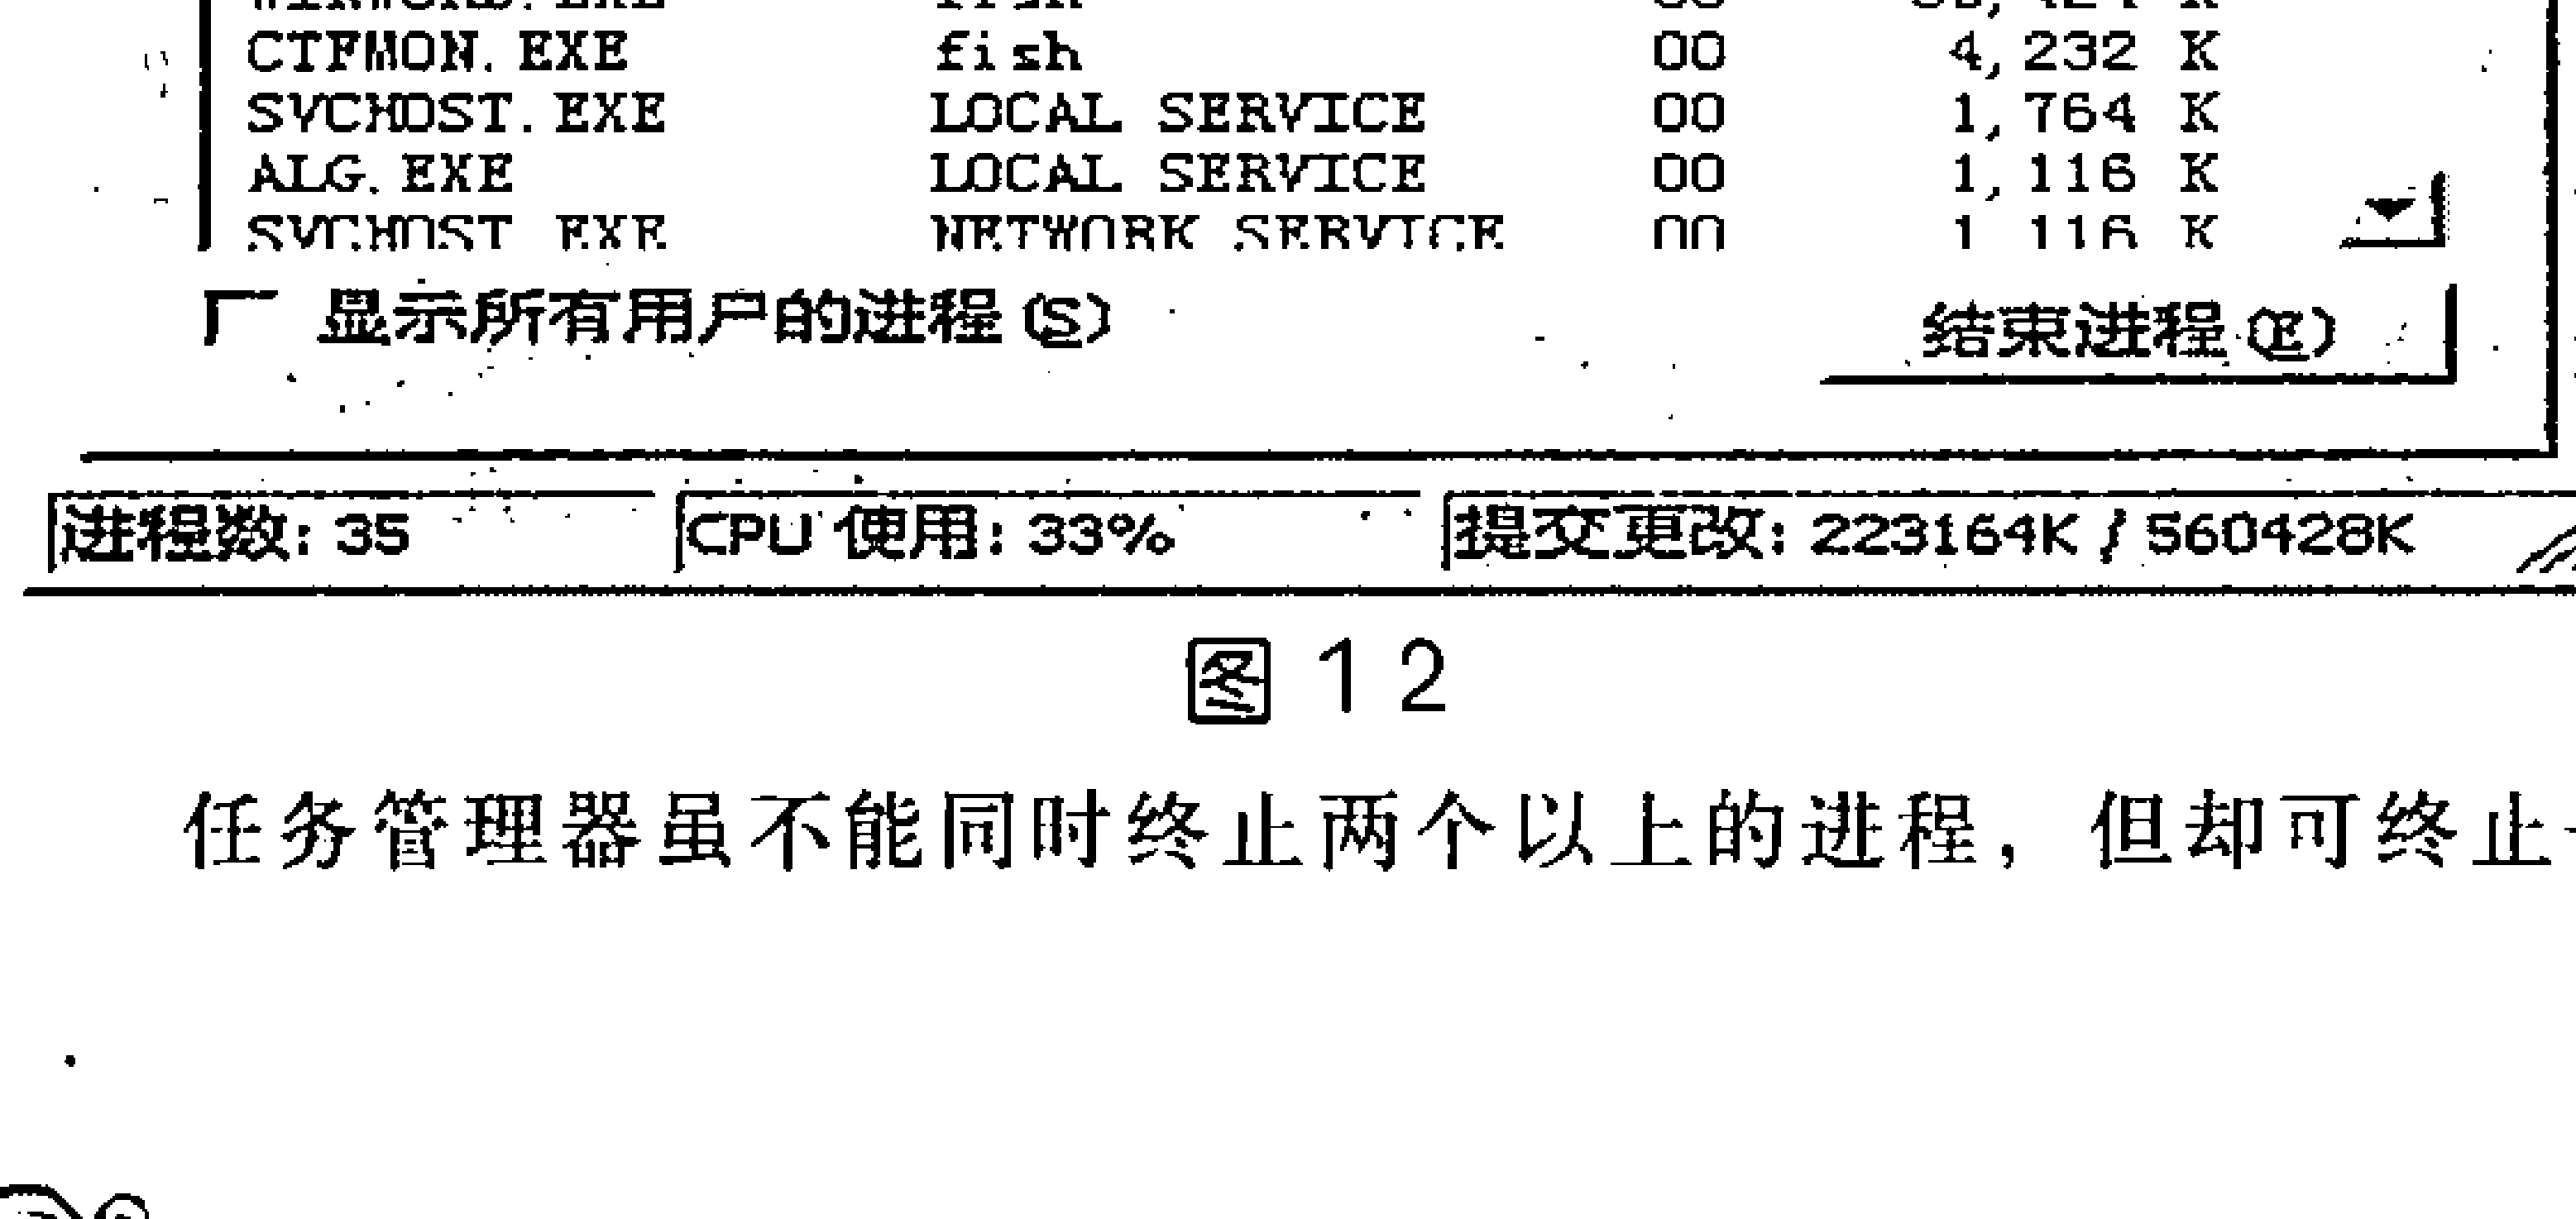 CTFMON.EXE fish 00 4,232 K
SVCHOST.EXE LOCAL SERVICE 00 1,764 K
ALG.EXE LOCAL SERVICE 00 1,116 K
SVCHOST.EXE NETWORK SERVICE 00 1,116 K
显示所有用户的进程(S) 结束进程(E)
进程数: 35 CPU 使用: 33% 提交更改: 223164K / 560428K
图 12
任务管理器虽不能同时终止两个以上的进程，但却可终止